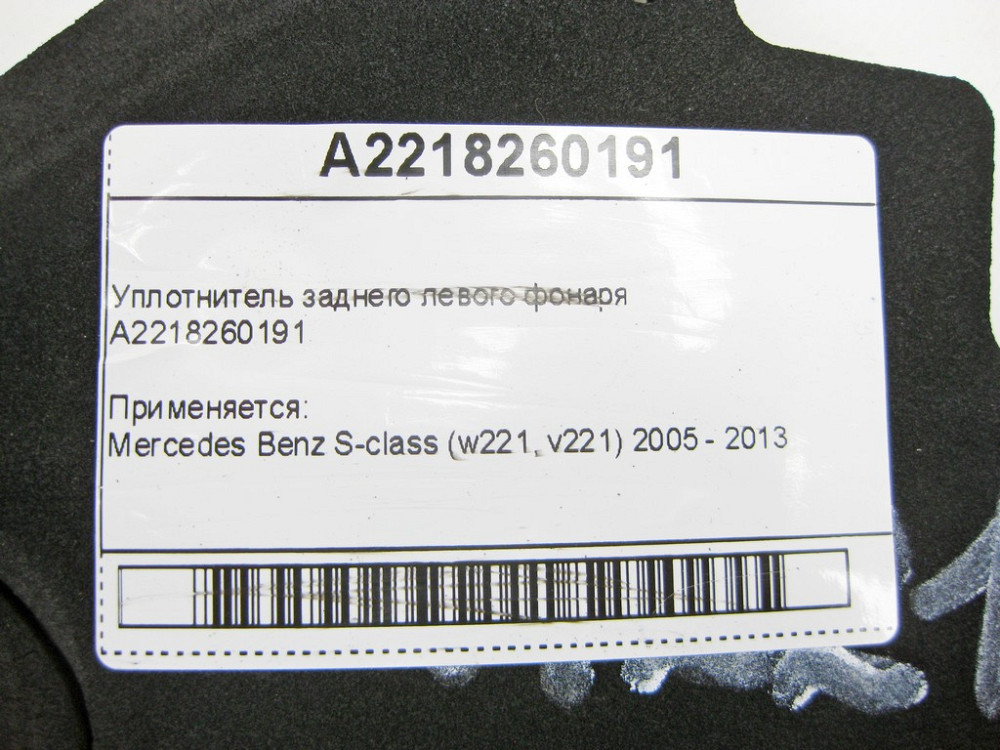 A2218260191
Уплотнитель заднего левого фонаря
A2218260191
Применяется:
Mercedes Benz S-class (w221, v221) 2005 - 2013